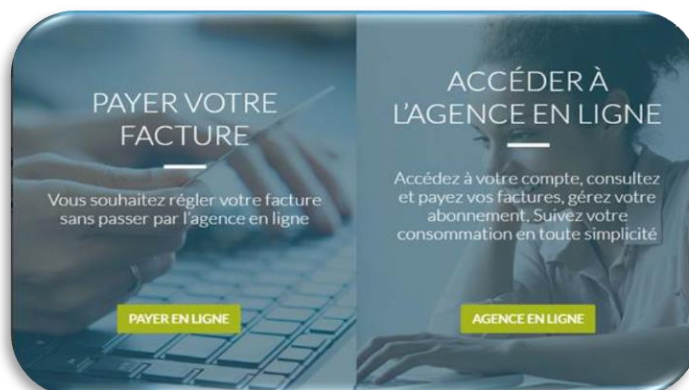 PAYER VOTRE
FACTURE
Vous souhaitez régler votre facture
sans passer par l'agence en ligne
PAYER EN LIGNE
ACCÉDER À
L'AGENCE EN LIGNE
Accédez à votre compte, consultez
et payez vos factures, gérez votre
abonnement, Suivez votre
consommation en toute simplicité
AGENCE EN LIGNE